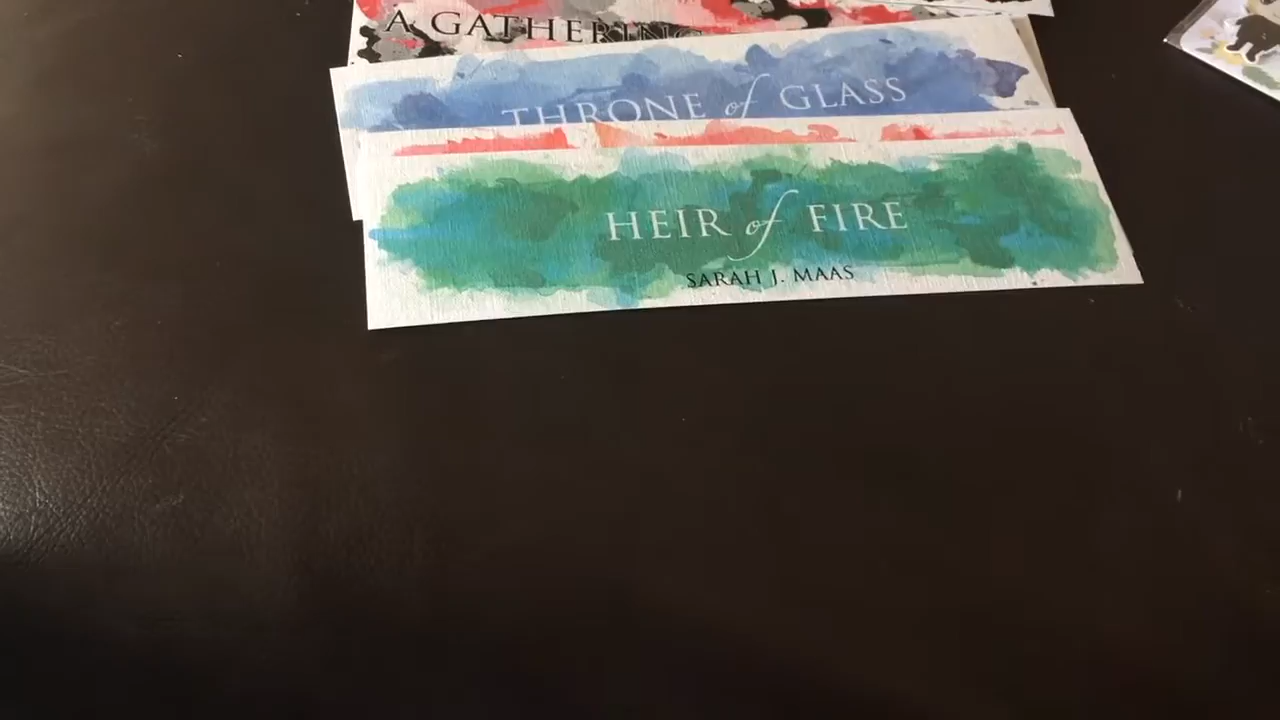 A GATHERING
THRONE of GLASS
HEIR of FIRE
SARAH J. MAAS